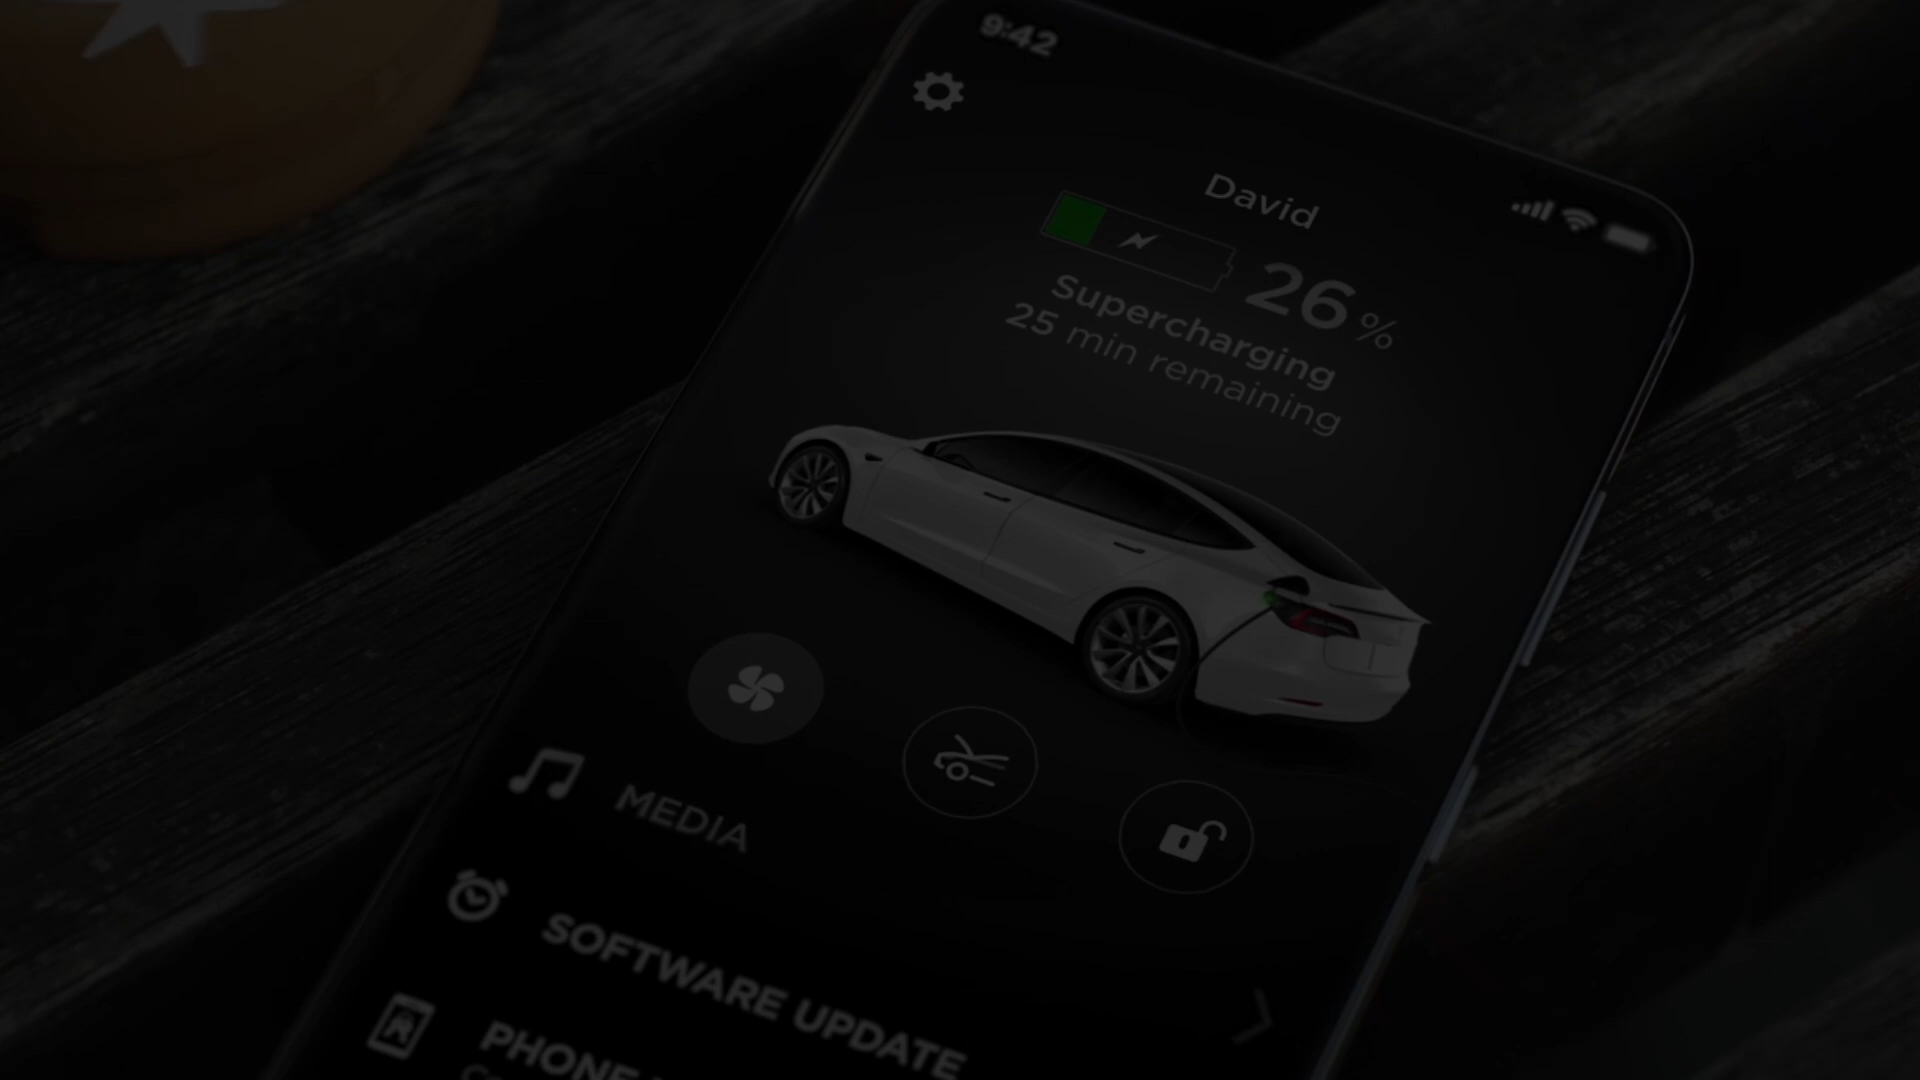 9:42
David
26%
Supercharging
25 min remaining
MEDIA
SOFTWARE UPDATE
PHONE